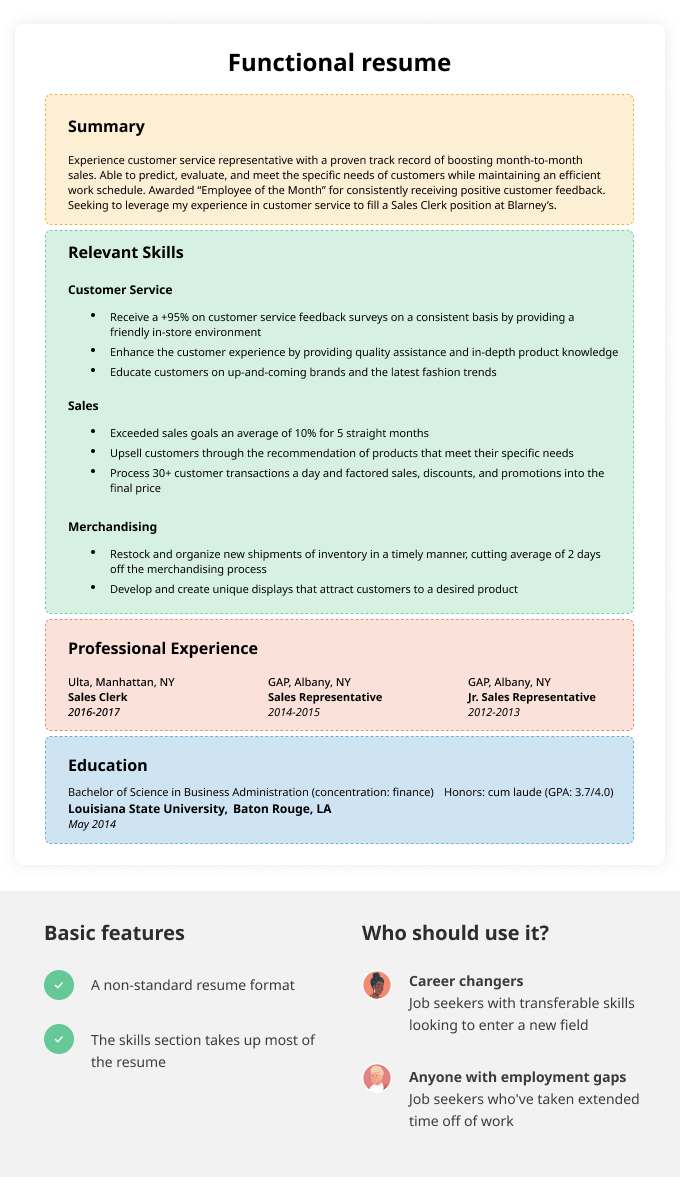 Functional resume
Summary
Experience customer service representative with a proven track record of boosting month-to-month
sales. Able to predict, evaluate, and meet the specific needs of customers while maintaining an efficient
work schedule. Awarded “Employee of the Month” for consistently receiving positive customer feedback.
Seeking to leverage my experience in customer service to fill a Sales Clerk position at Blarney’s.
Relevant Skills
Customer Service
• Receive a +95% on customer service feedback surveys on a consistent basis by providing a
friendly in-store environment
• Enhance the customer experience by providing quality assistance and in-depth product knowledge
• Educate customers on up-and-coming brands and the latest fashion trends
Sales
• Exceeded sales goals an average of 10% for 5 straight months
• Upsell customers through the recommendation of products that meet their specific needs
• Process 30+ customer transactions a day and factored sales, discounts, and promotions into the
final price
Merchandising
• Restock and organize new shipments of inventory in a timely manner, cutting average of 2 days
off the merchandising process
• Develop and create unique displays that attract customers to a desired product
Professional Experience
Ulta, Manhattan, NY
Sales Clerk
2016-2017
GAP, Albany, NY
Sales Representative
2014-2015
GAP, Albany, NY
Jr. Sales Representative
2012-2013
Education
Bachelor of Science in Business Administration (concentration: finance) Honors: cum laude (GPA: 3.7/4.0)
Louisiana State University, Baton Rouge, LA
May 2014
Basic features
A non-standard resume format
The skills section takes up most of
the resume
Who should use it?
Career changers
Job seekers with transferable skills
looking to enter a new field
Anyone with employment gaps
Job seekers who've taken extended
time off of work